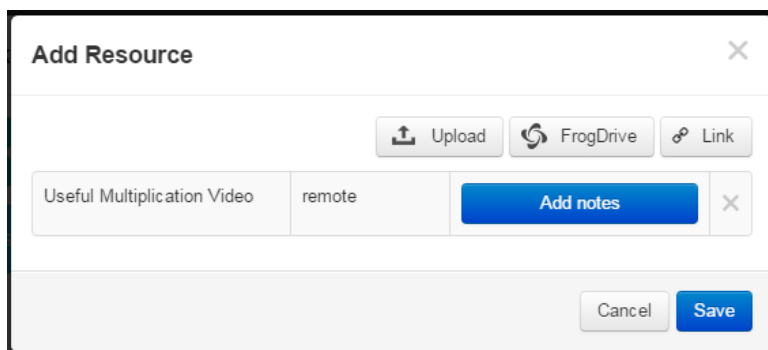 Add Resource
Upload FrogDrive Link
Useful Multiplication Video remote Add notes
Cancel Save